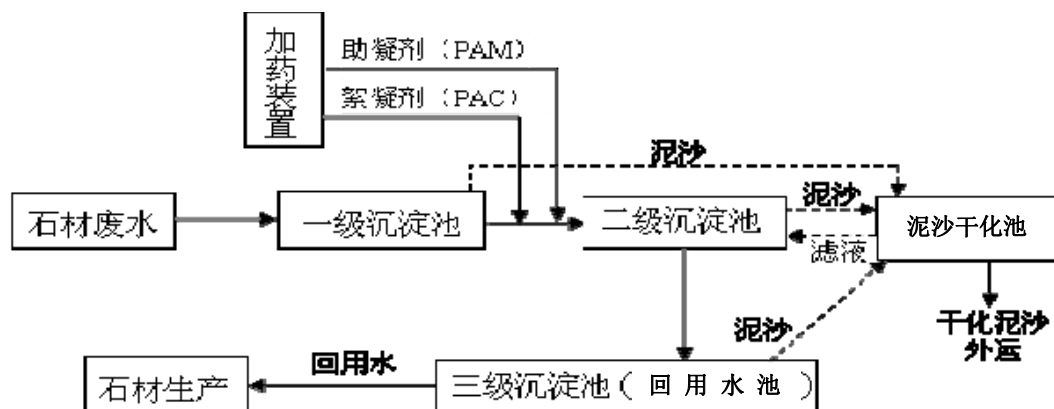 加药装置
助凝剂（PAM）
絮凝剂（PAC）
泥沙
石材废水
一级沉淀池
二级沉淀池
泥沙
滤液
泥沙干化池
泥沙
干化泥沙
外运
石材生产
回用水
三级沉淀池（回用水池）